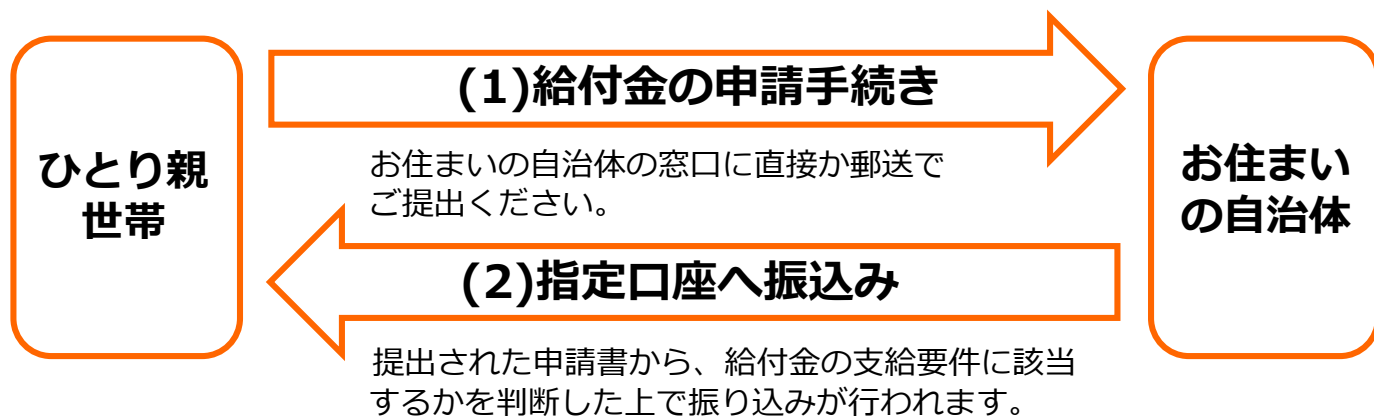 ひとり親
世帯
(1)給付金の申請手続き
お住まいの自治体の窓口に直接か郵送で
ご提出ください。
(2)指定口座へ振込み
提出された申請書から、給付金の支給要件に該当
するかを判断した上で振り込みが行われます。
お住まい
の自治体